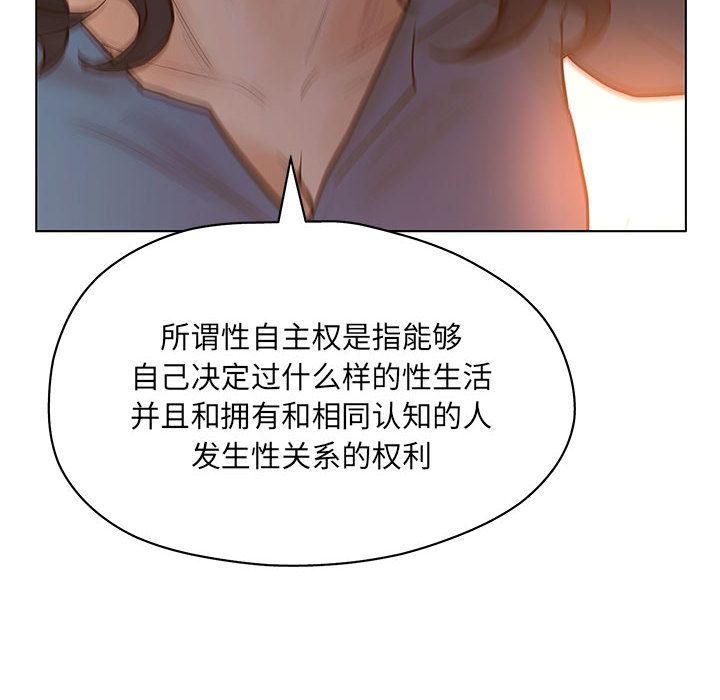 所谓性自主权是指能够
自己决定过什么样的性生活
并且和拥有和相同认知的人
发生性关系的权利